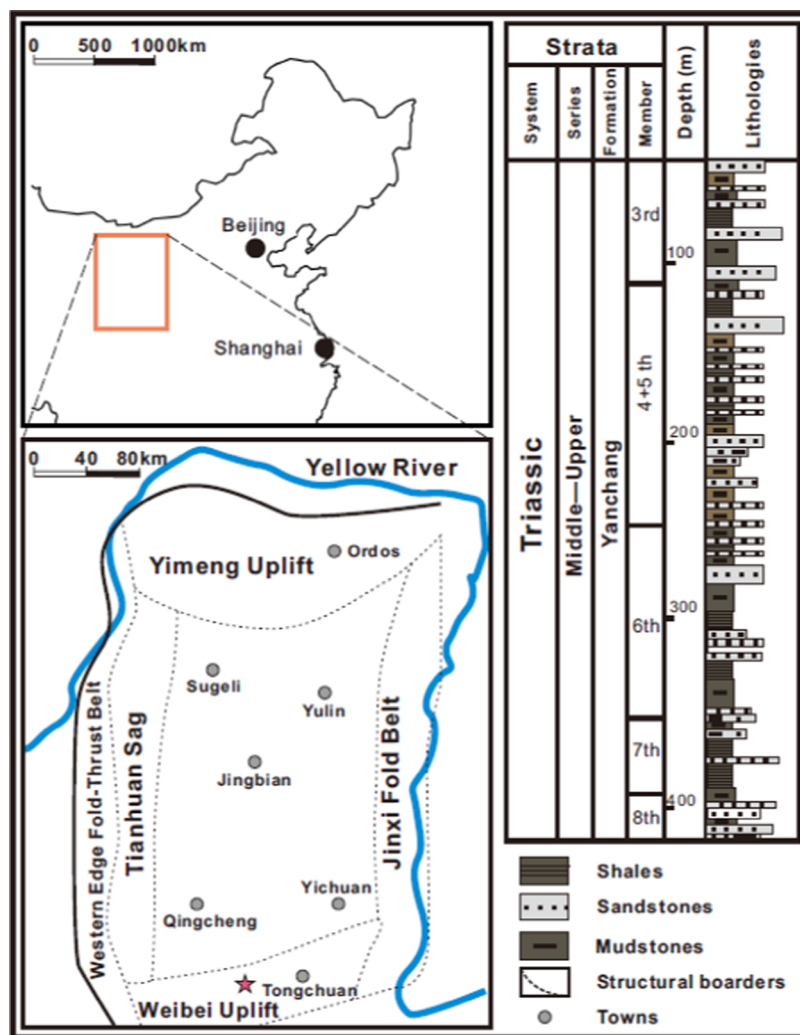 0 500 1000km
Beijing
Shanghai
0 40 80km
Yellow River
Ordos
Yimeng Uplift
Sugeli
Yulin
Western Edge Fold-Thrust Belt
Tianhuan Sag
Jinxi Fold Belt
Jingbian
Yichuan
Qingcheng
Tongchuan
Weibei Uplift
Strata
System
Series
Formation
Member
Depth (m)
Lithologies
Triassic
Middle—Upper
Yanchang
3rd
4+5 th
6th
7th
8th
100
200
300
400
Shales
Sandstones
Mudstones
Structural boarders
Towns